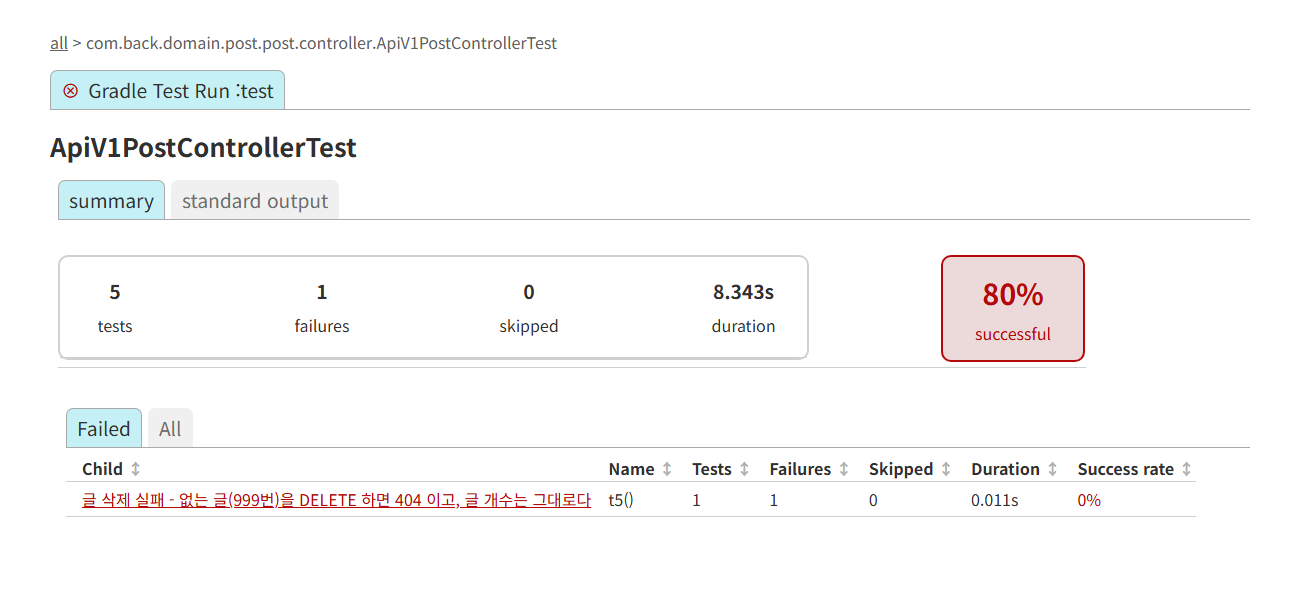 all > com.back.domain.post.post.controller.ApiV1PostControllerTest
Gradle Test Run :test
ApiV1PostControllerTest
summary standard output
5 1 0 8.343s 80%
tests failures skipped duration successful
Failed All
Child Name Tests Failures Skipped Duration Success rate
글 삭제 실패 - 없는 글(999번)을 DELETE 하면 404 이고, 글 개수는 그대로다 t5() 1 1 0 0.011s 0%